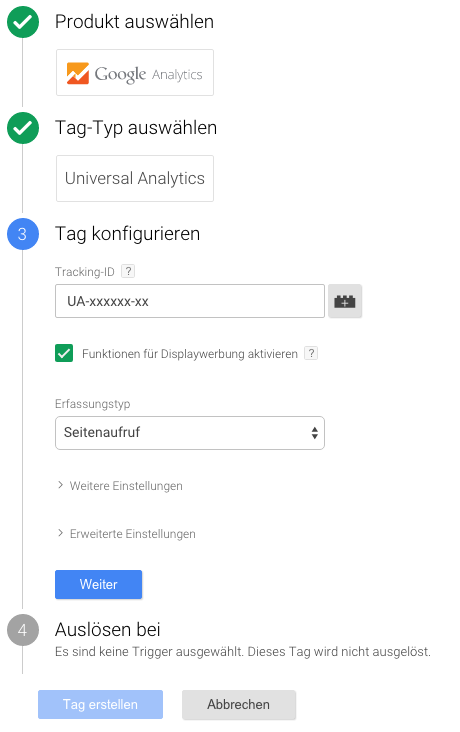 Produkt auswählen
Google Analytics
Tag-Typ auswählen
Universal Analytics
3
Tag konfigurieren
Tracking-ID ?
UA-xxxxxx-xx
Funktionen für Displaywerbung aktivieren ?
Erfassungstyp
Seitenaufruf
Weitere Einstellungen
Erweiterte Einstellungen
Weiter
4
Auslösen bei
Es sind keine Trigger ausgewählt. Dieses Tag wird nicht ausgelöst.
Tag erstellen Abbrechen